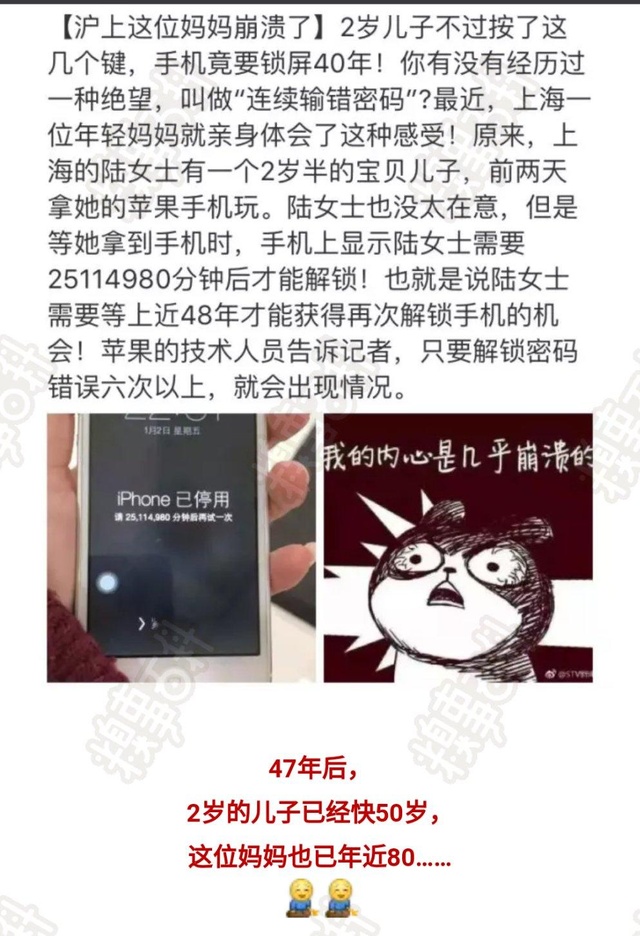 【沪上这位妈妈崩溃了】2岁儿子不过按了这
几个键，手机竟要锁屏40年！你有没有经历过
一种绝望，叫做“连续输错密码”?最近，上海一
位年轻妈妈就亲身体会了这种感受！原来，上
海的陆女士有一个2岁半的宝贝儿子，前两天
拿她的苹果手机玩。陆女士也没太在意，但是
等她拿到手机时，手机上显示陆女士需要
25114980分钟后才能解锁！也就是说陆女士
需要等上近48年才能获得再次解锁手机的机
会！苹果的技术人员告诉记者，只要解锁密码
错误六次以上，就会出现情况。
1月2日 星期五
iPhone 已停用
请 25,114,980 分钟后再试一次
我的内心是几乎崩溃的
47年后，
2岁的儿子已经快50岁，
这位妈妈也已年近80……